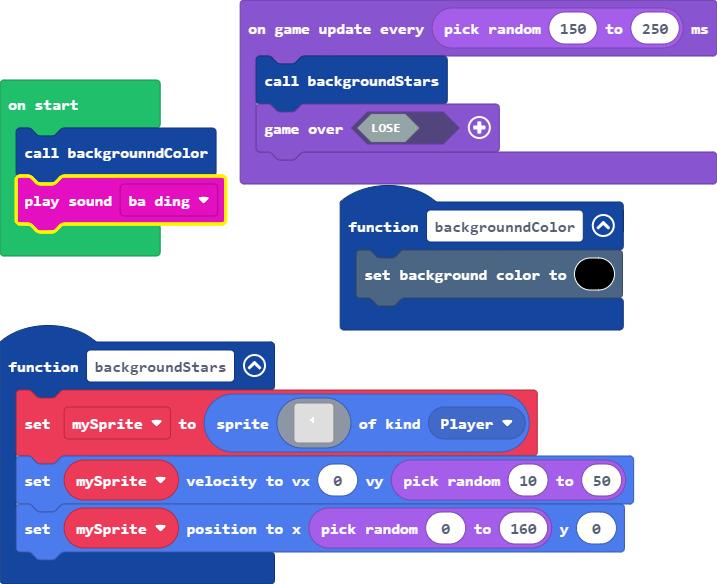 on game update every pick random 150 to 250 ms
call backgroundStars
game over LOSE
on start
call backgrounndColor
play sound ba ding
function backgrounndColor
set background color to
function backgroundStars
set mySprite to sprite of kind Player
set mySprite velocity to vx 0 vy pick random 10 to 50
set mySprite position to x pick random 0 to 160 y 0